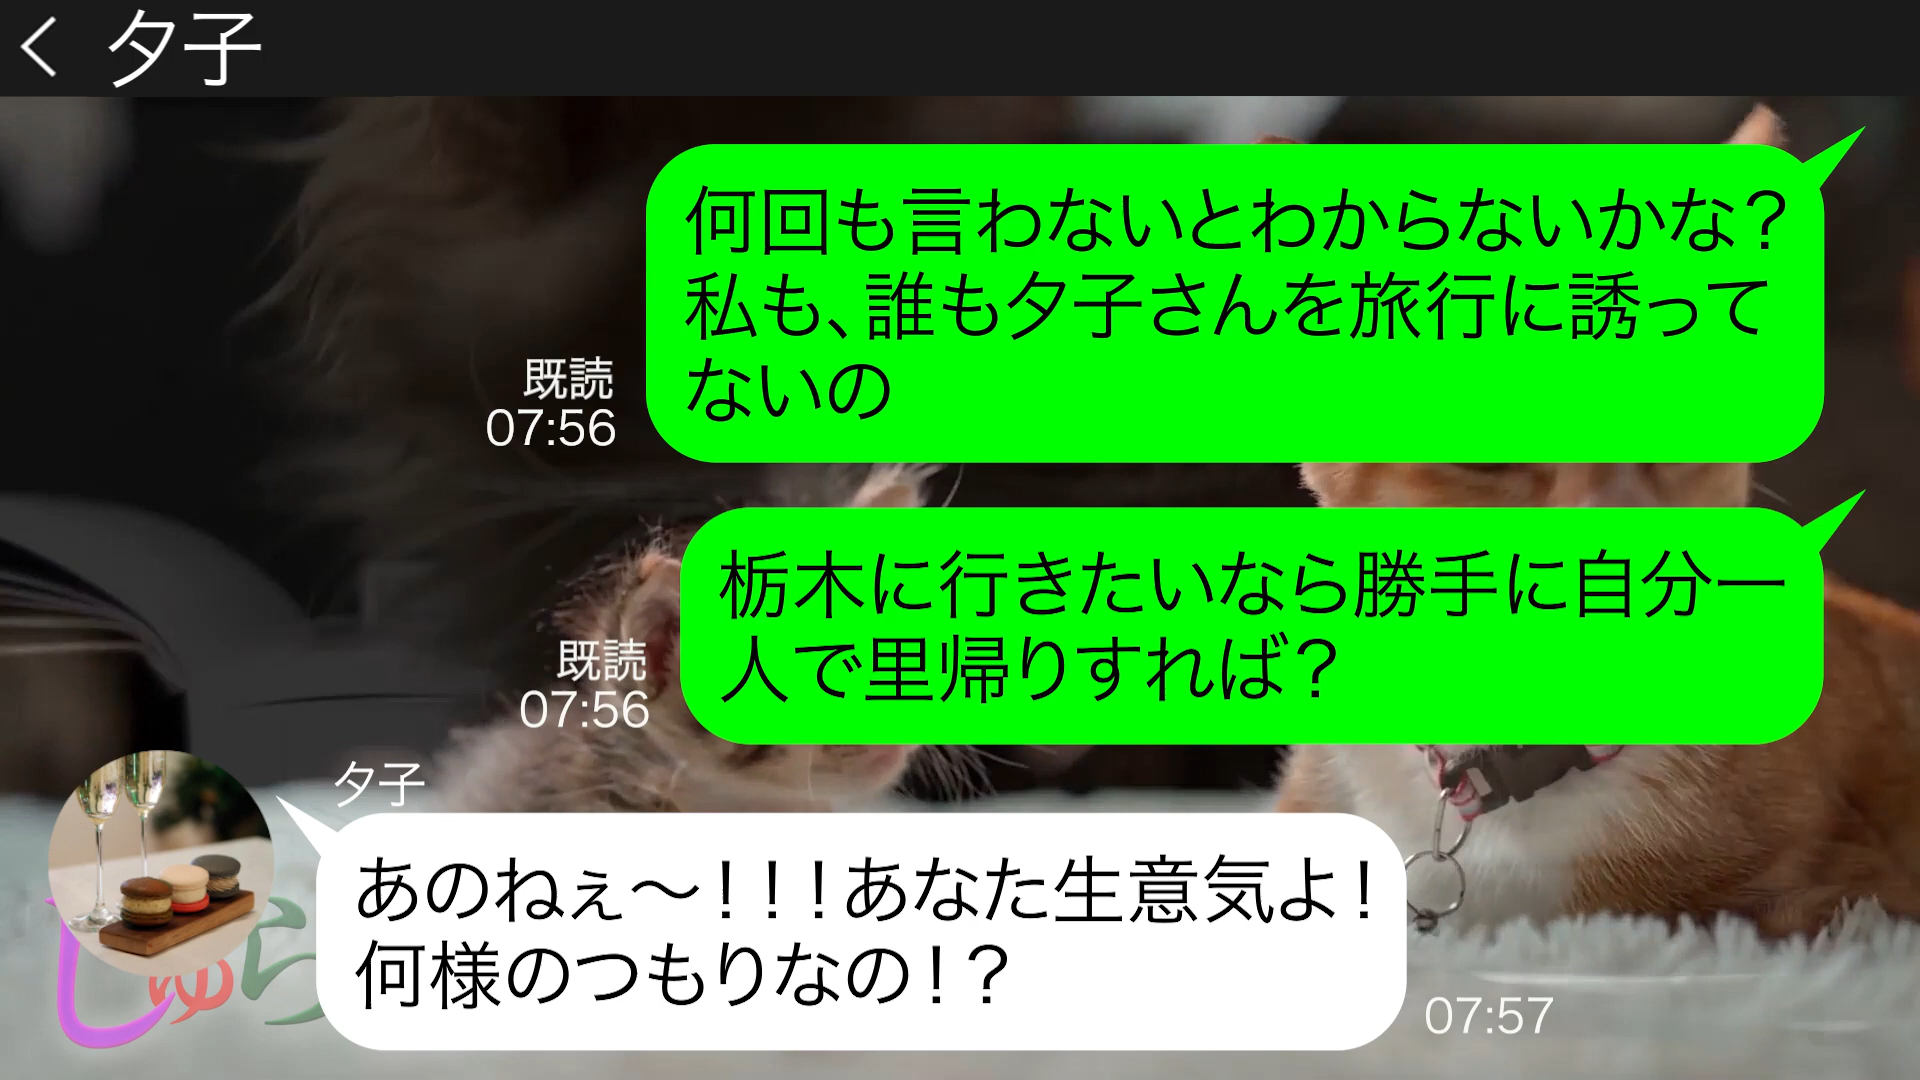 夕子
何回も言わないとわからないかな？
私も、誰も夕子さんを旅行に誘って
ないの
既読
07:56
栃木に行きたいなら勝手に自分一
人で里帰りすれば？
既読
07:56
夕子
あのねぇ〜！！！あなた生意気よ！
何様のつもりなの！？
07:57
しゅら